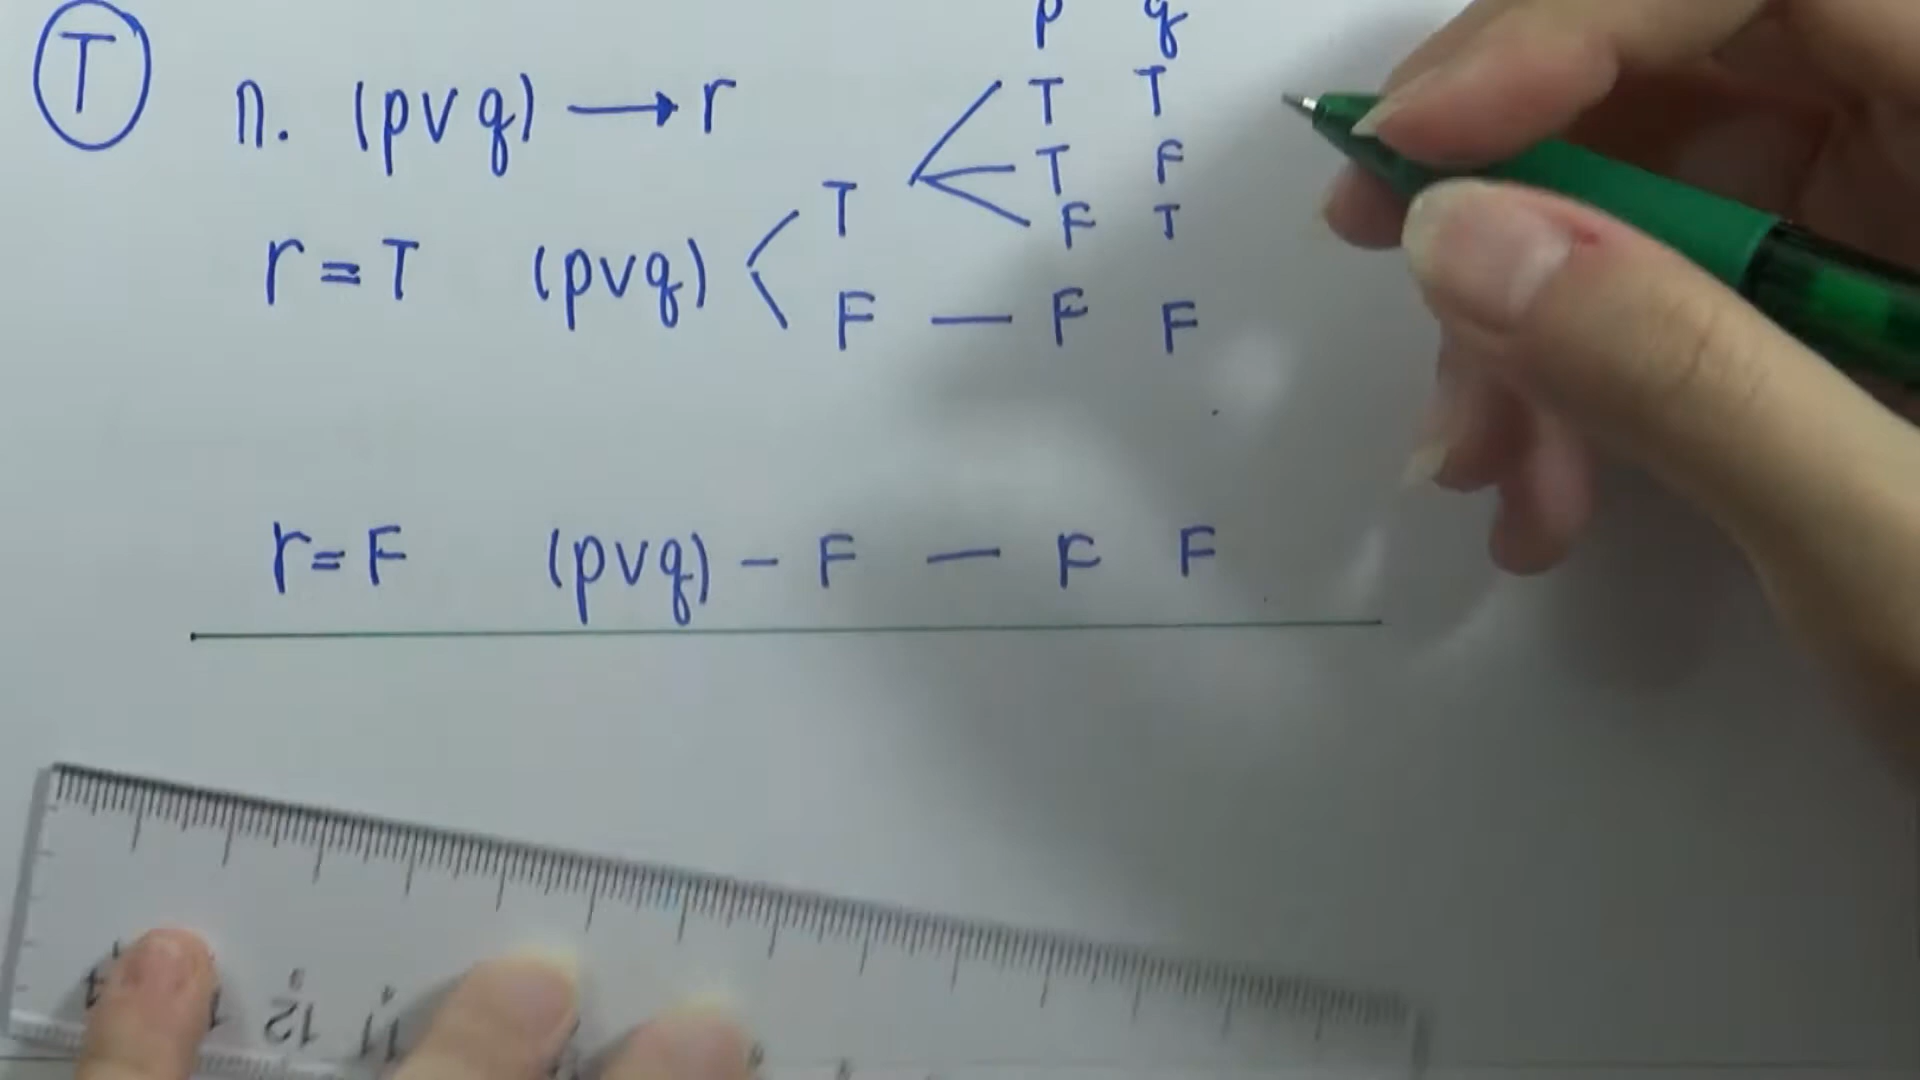 p q
T ก. (p∨q) → r T T
T F
T F T
r = T (p∨q)
F — F F
r = F (p∨q) – F — F F
12 11